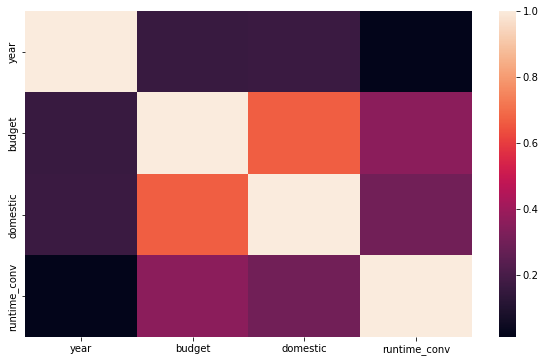 year
budget
domestic
runtime_conv
year
budget
domestic
runtime_conv
1.0
0.8
0.6
0.4
0.2